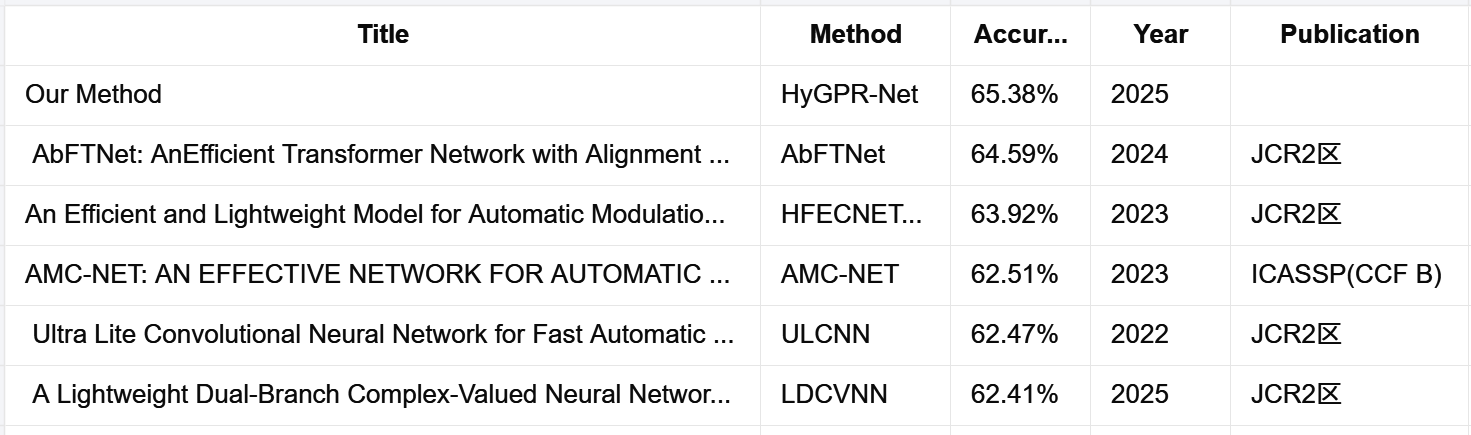 Title Method Accur... Year Publication
Our Method HyGPR-Net 65.38% 2025
AbFTNet: AnEfficient Transformer Network with Alignment ... AbFTNet 64.59% 2024 JCR2区
An Efficient and Lightweight Model for Automatic Modulatio... HFECNET... 63.92% 2023 JCR2区
AMC-NET: AN EFFECTIVE NETWORK FOR AUTOMATIC ... AMC-NET 62.51% 2023 ICASSP(CCF B)
Ultra Lite Convolutional Neural Network for Fast Automatic ... ULCNN 62.47% 2022 JCR2区
A Lightweight Dual-Branch Complex-Valued Neural Networ... LDCVNN 62.41% 2025 JCR2区